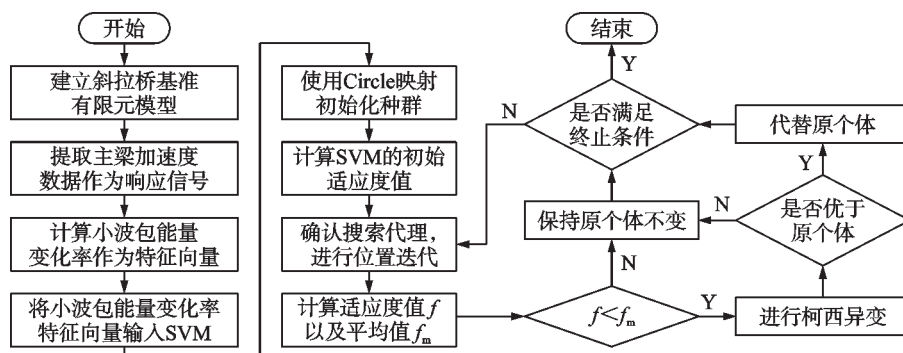 开始
建立斜拉桥基准
有限元模型
提取主梁加速度
数据作为响应信号
计算小波包能量
变化率作为特征向量
将小波包能量变化率
特征向量输入SVM
使用Circle映射
初始化种群
计算SVM的初始
适应度值
确认搜索代理，
进行位置迭代
计算适应度值f
以及平均值fm
f<fm
Y
N
进行柯西异变
是否优于
原个体
Y
N
代替原个体
保持原个体不变
是否满足
终止条件
N
Y
结束